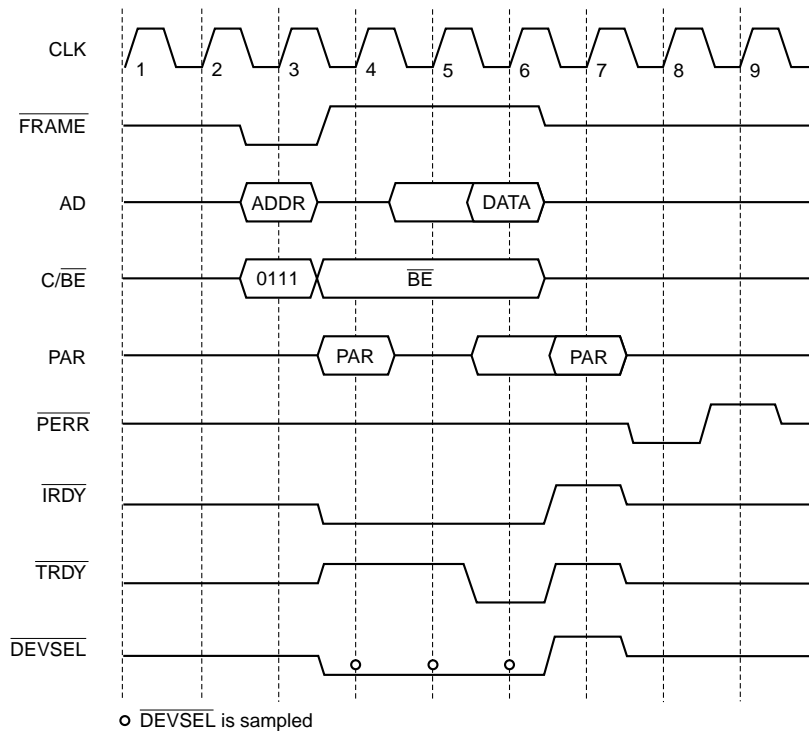 CLK
1 2 3 4 5 6 7 8 9
FRAME
AD ADDR DATA
C/BE 0111 BE
PAR PAR PAR
PERR
IRDY
TRDY
DEVSEL
DEVSEL is sampled